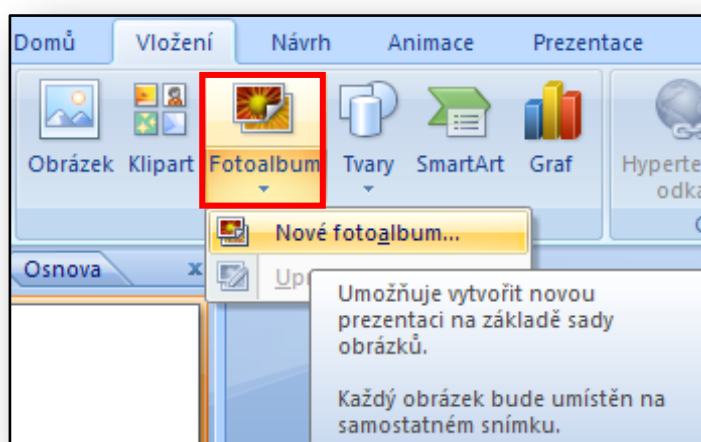 Domů Vložení Návrh Animace Prezentace
Obrázek Klipart Fotoalbum Tvary SmartArt Graf
Nové fotoalbum...
Osnova x
Umožňuje vytvořit novou
prezentaci na základě sady
obrázků.
Každý obrázek bude umístěn na
samostatném snímku.